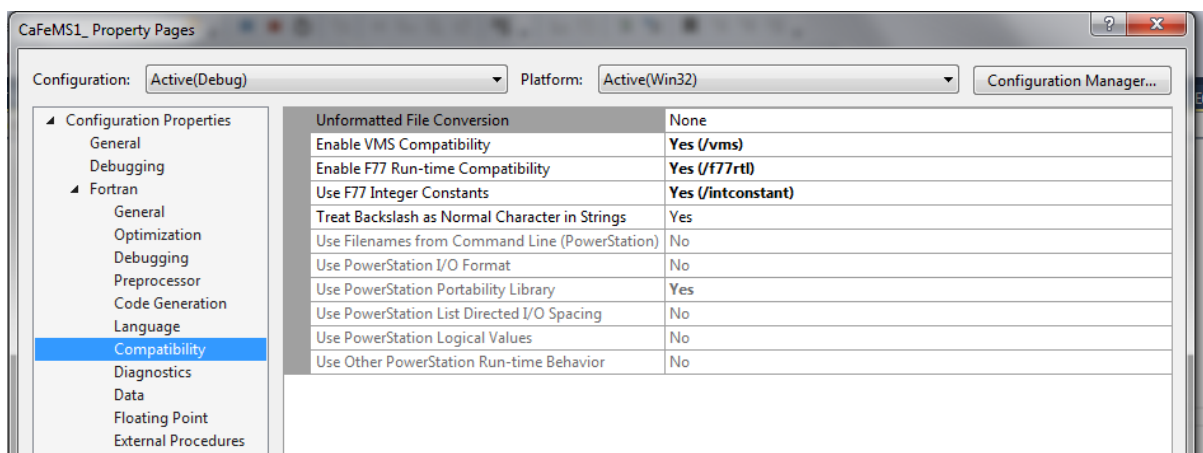 CaFeMS1_ Property Pages
Configuration: Active(Debug) Platform: Active(Win32) Configuration Manager...
Configuration Properties
General
Debugging
Fortran
General
Optimization
Debugging
Preprocessor
Code Generation
Language
Compatibility
Diagnostics
Data
Floating Point
External Procedures
Unformatted File Conversion None
Enable VMS Compatibility Yes (/vms)
Enable F77 Run-time Compatibility Yes (/f77rtl)
Use F77 Integer Constants Yes (/intconstant)
Treat Backslash as Normal Character in Strings Yes
Use Filenames from Command Line (PowerStation) No
Use PowerStation I/O Format No
Use PowerStation Portability Library Yes
Use PowerStation List Directed I/O Spacing No
Use PowerStation Logical Values No
Use Other PowerStation Run-time Behavior No